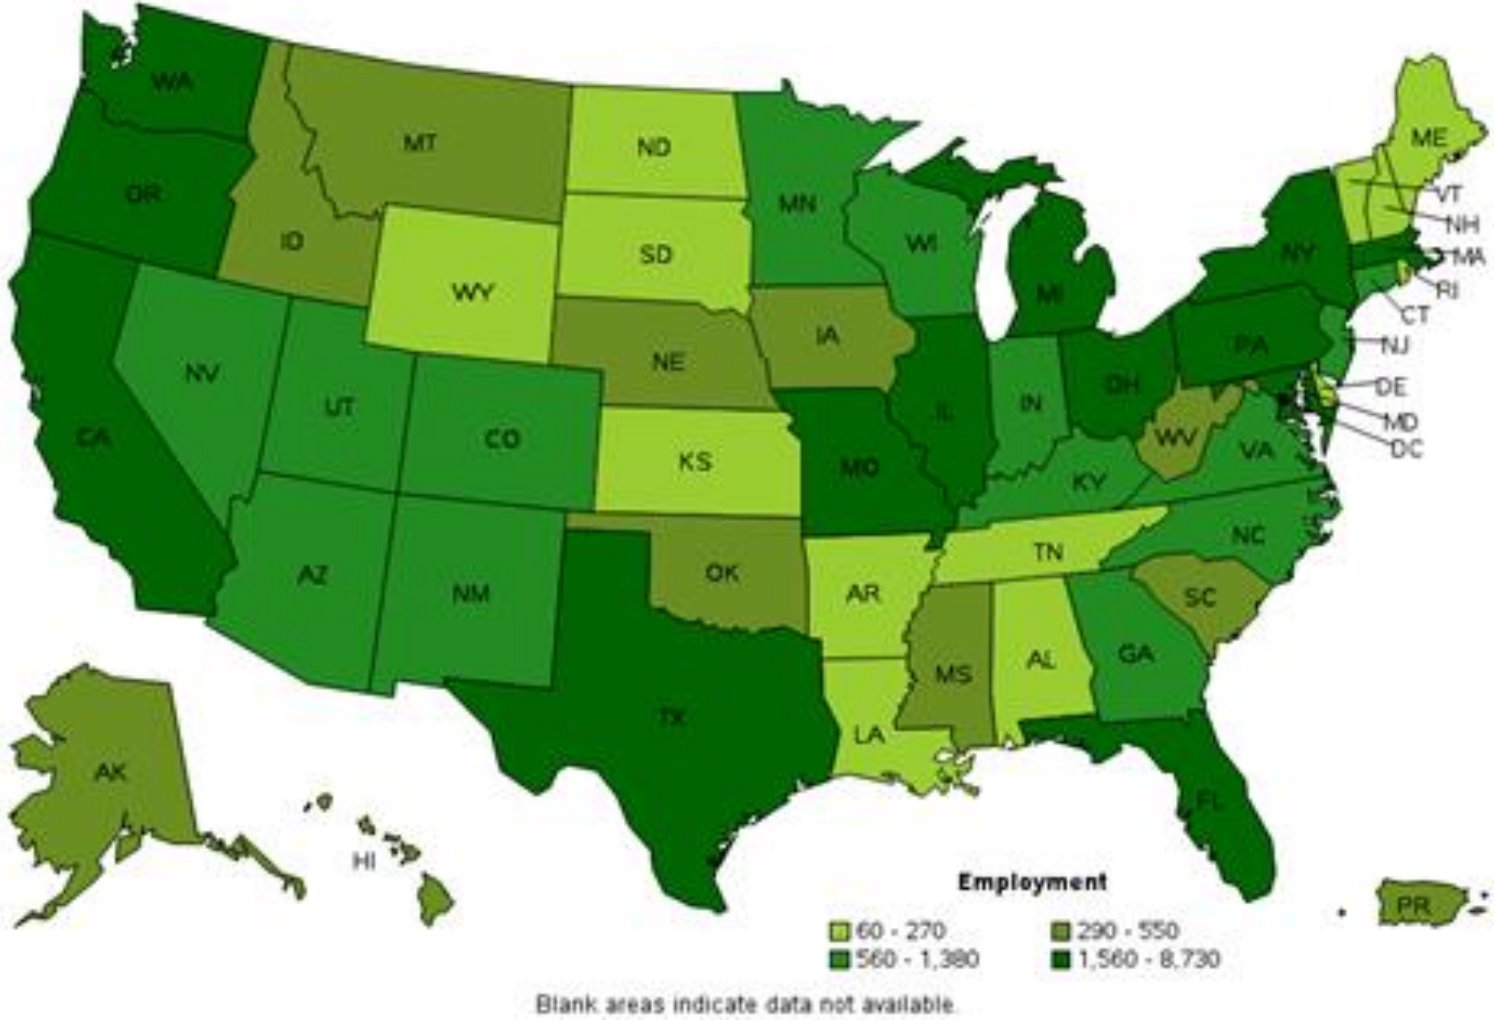 WA
MT
ND
ME
OR
MN
VT
ID
SD
WI
NH
NY
MA
WY
MI
RI
CT
IA
NJ
NE
PA
NV
OH
DE
UT
IL
IN
MD
CA
CO
DC
KS
MO
WV
VA
KY
NC
TN
AZ
OK
NM
AR
SC
MS
AL
GA
TX
LA
AK
FL
HI
PR
Employment
60 - 270
290 - 550
560 - 1,380
1,560 - 8,730
Blank areas indicate data not available.